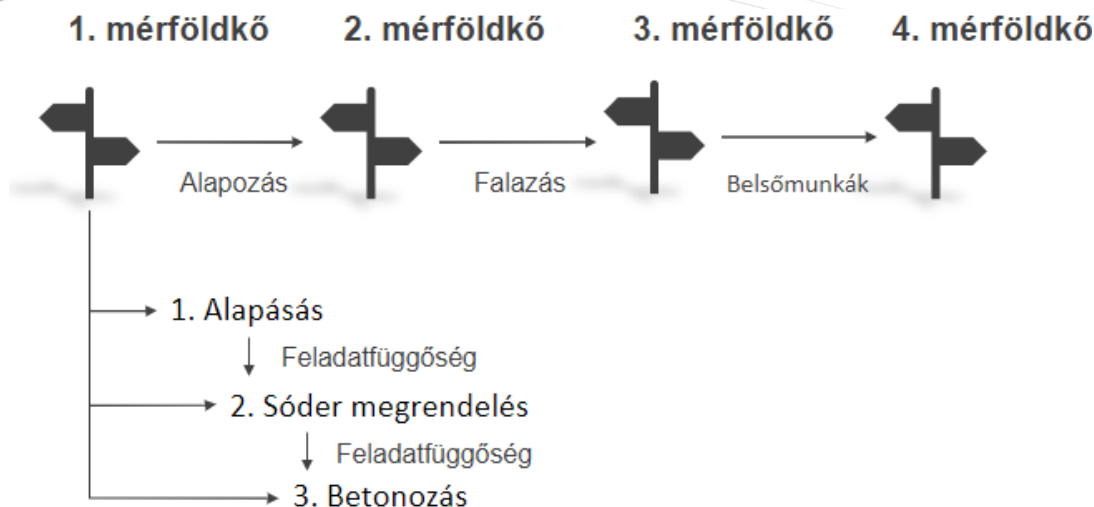 1. mérföldkő 2. mérföldkő 3. mérföldkő 4. mérföldkő
Alapozás Falazás Belsőmunkák
1. Alapásás
Feladatfüggőség
2. Sóder megrendelés
Feladatfüggőség
3. Betonozás